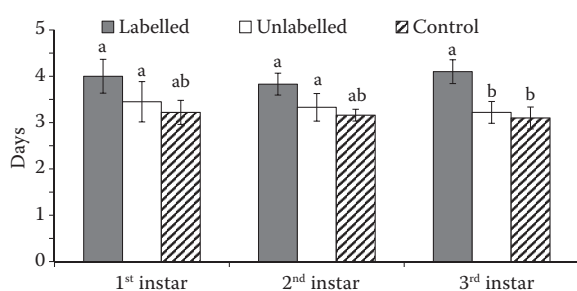 Labelled Unlabelled Control
5
4
3
2
1
0
Days
a a ab
a a ab
a b b
1st instar 2nd instar 3rd instar